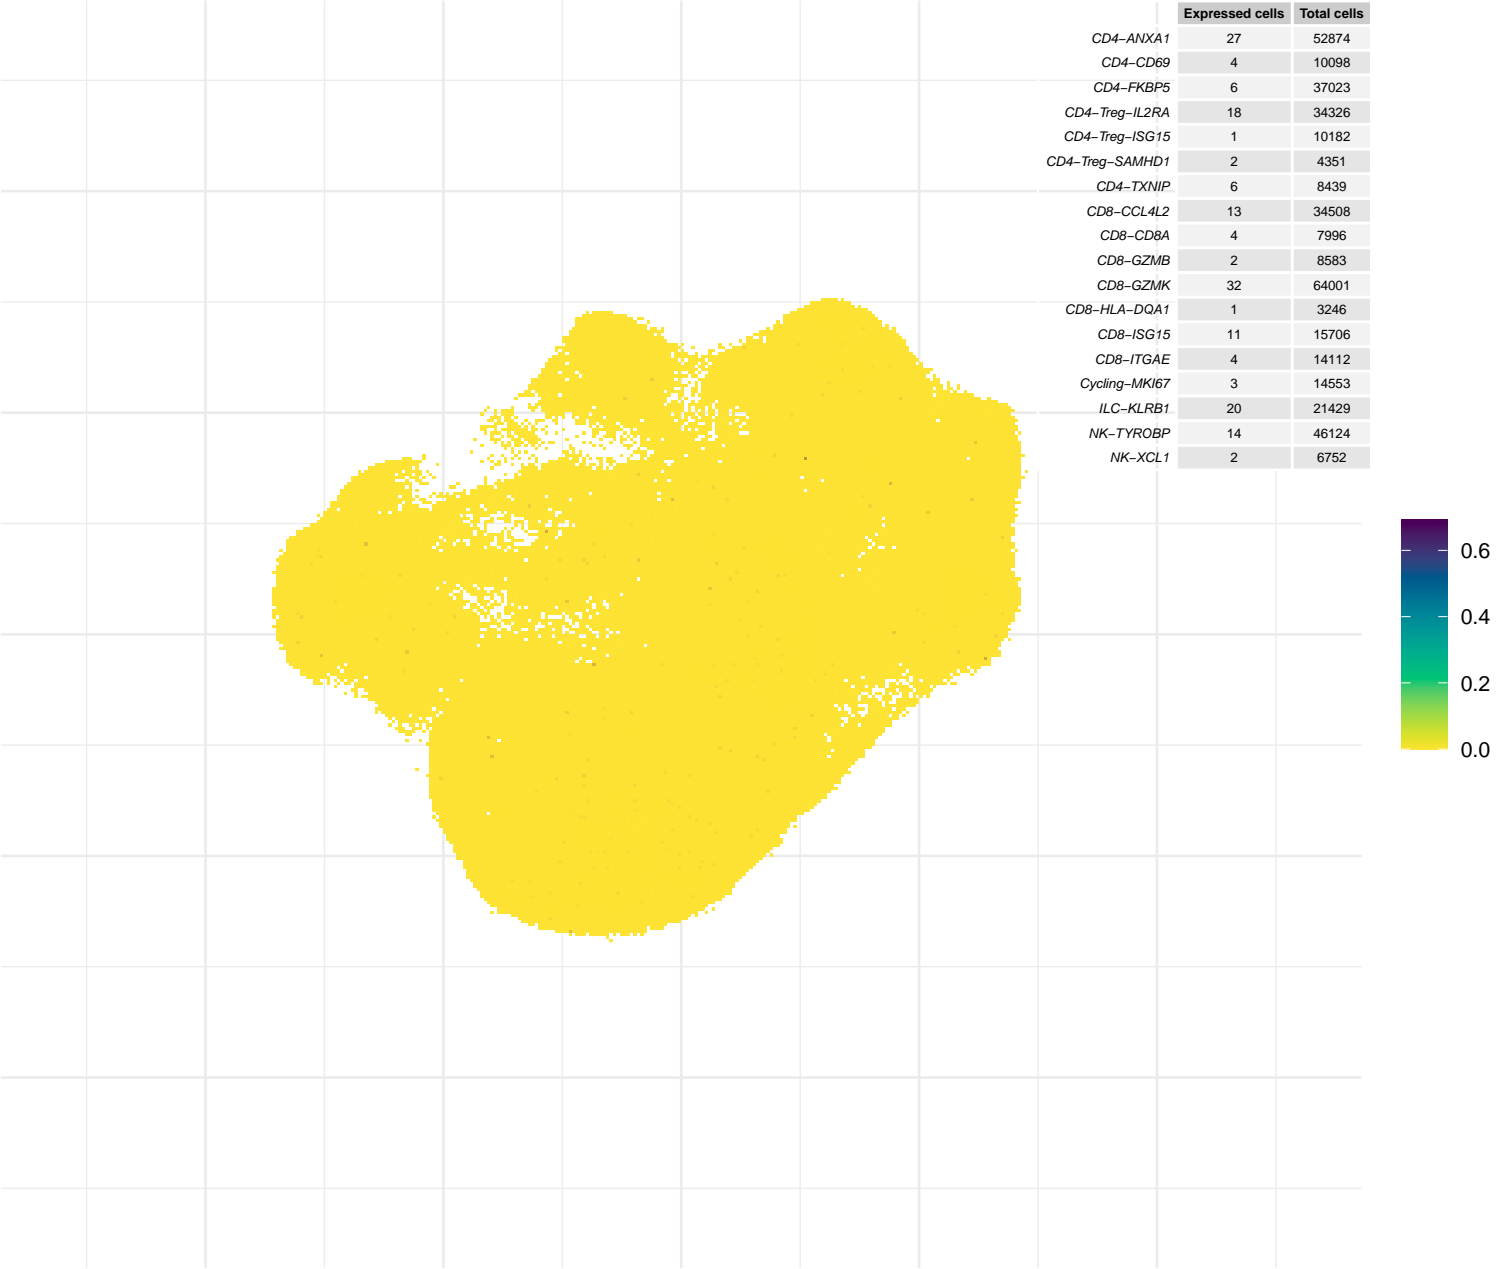 Expressed cells Total cells
CD4−ANXA1 27 52874
CD4−CD69 4 10098
CD4−FKBP5 6 37023
CD4−Treg−IL2RA 18 34326
CD4−Treg−ISG15 1 10182
CD4−Treg−SAMHD1 2 4351
CD4−TXNIP 6 8439
CD8−CCL4L2 13 34508
CD8−CD8A 4 7996
CD8−GZMB 2 8583
CD8−GZMK 32 64001
CD8−HLA−DQA1 1 3246
CD8−ISG15 11 15706
CD8−ITGAE 4 14112
Cycling−MKI67 3 14553
ILC−KLRB1 20 21429
NK−TYROBP 14 46124
NK−XCL1 2 6752
0.6
0.4
0.2
0.0